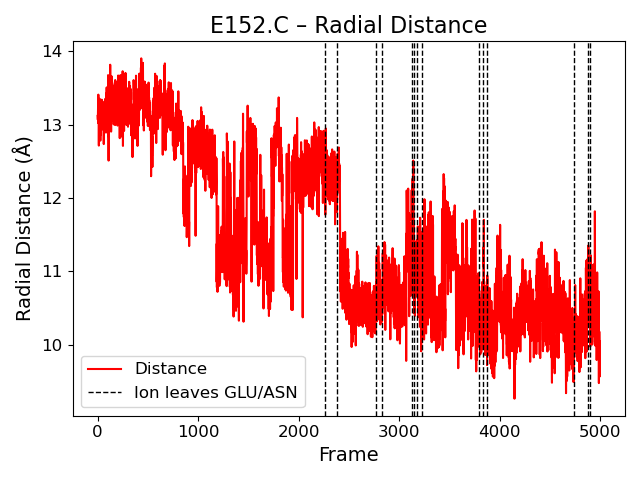 E152.C – Radial Distance
Radial Distance (Å)
14
13
12
11
10
Distance
Ion leaves GLU/ASN
0
1000
2000
3000
4000
5000
Frame